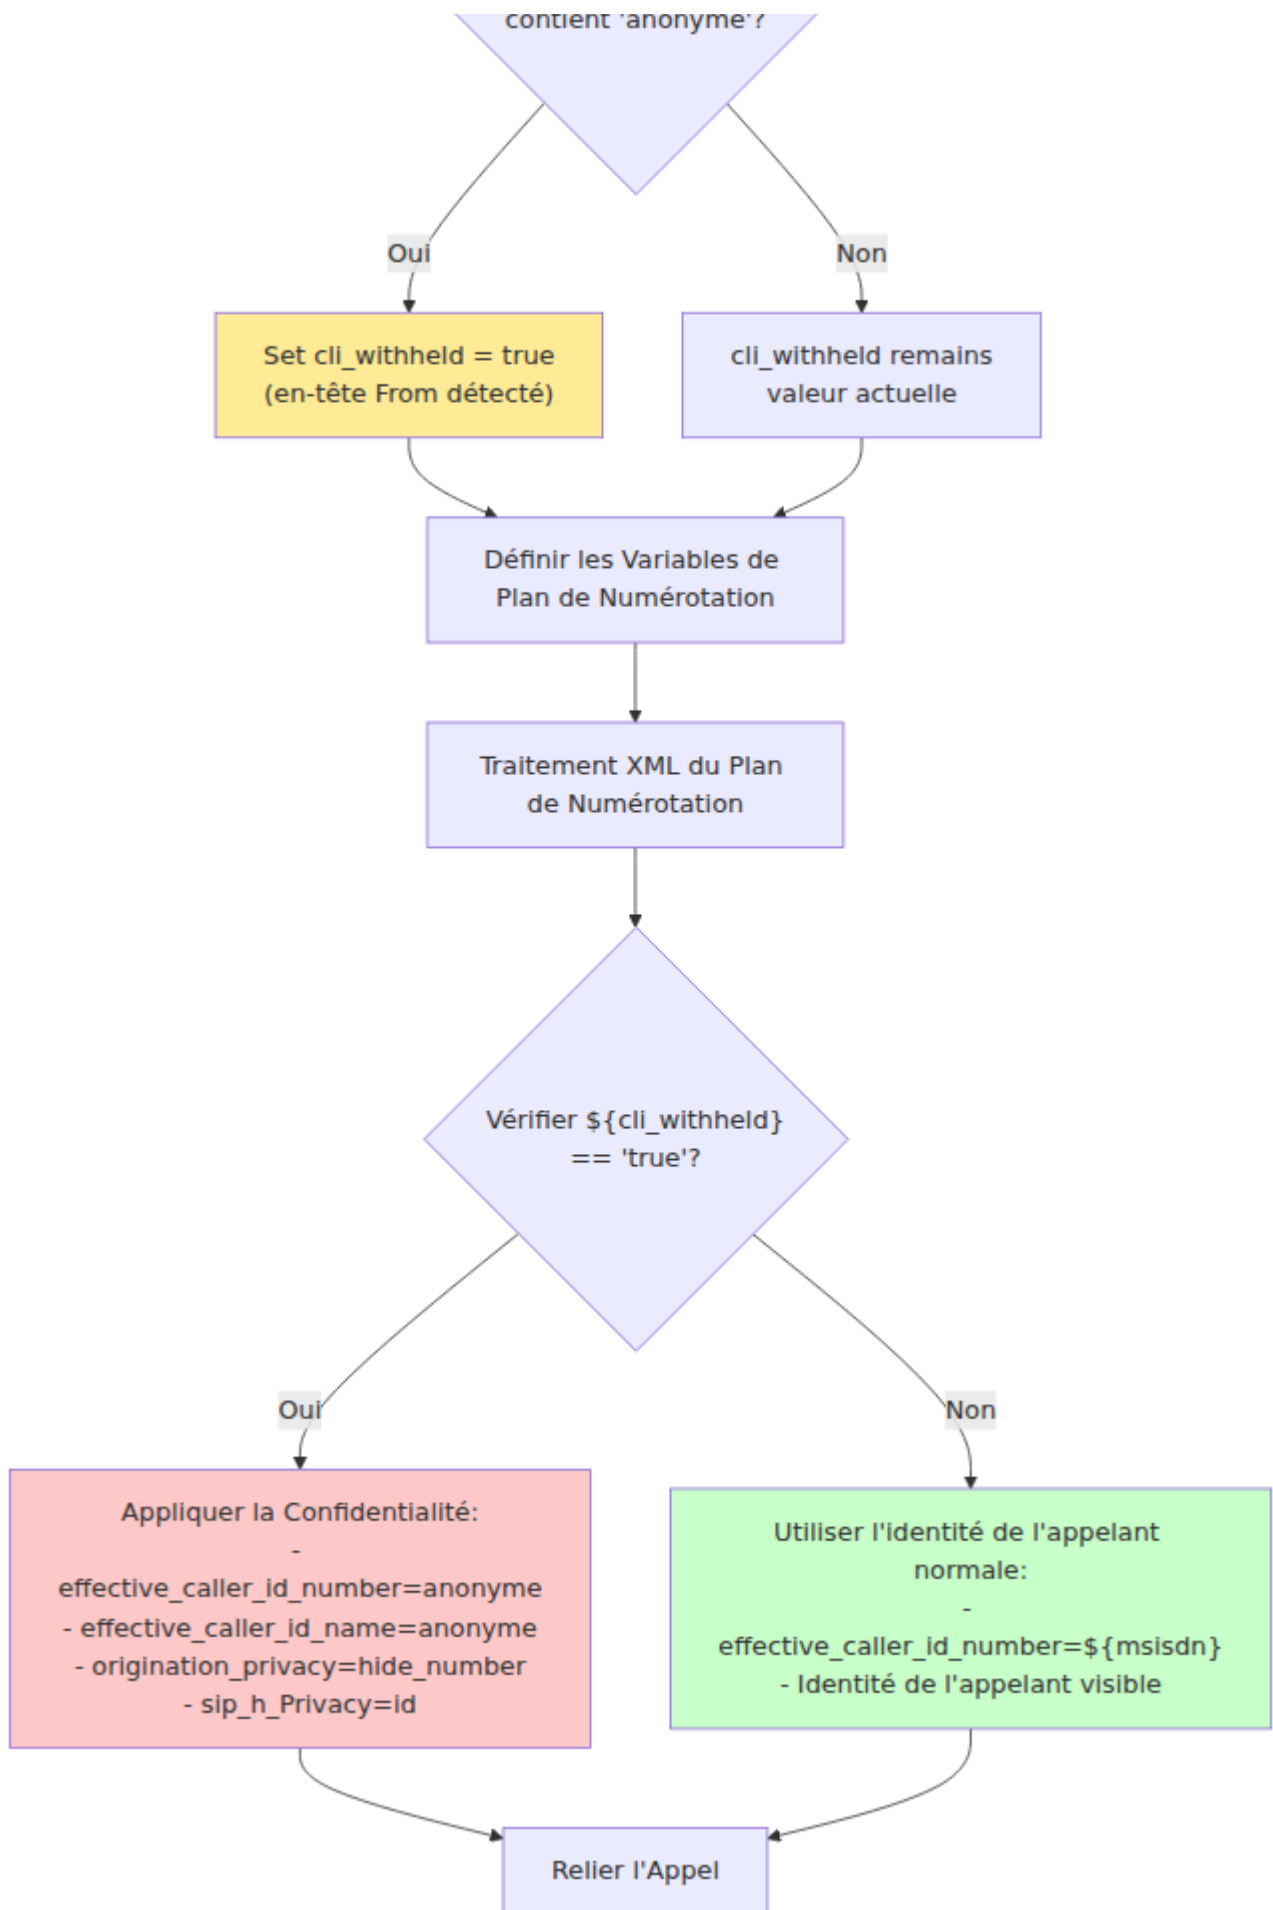 contient 'anonyme'?
Oui
Non
Set cli_withheld = true
(en-tête From détecté)
cli_withheld remains
valeur actuelle
Définir les Variables de
Plan de Numérotation
Traitement XML du Plan
de Numérotation
Vérifier ${cli_withheld}
== 'true'?
Oui
Non
Appliquer la Confidentialité:
-
effective_caller_id_number=anonyme
- effective_caller_id_name=anonyme
- origination_privacy=hide_number
- sip_h_Privacy=id
Utiliser l'identité de l'appelant
normale:
-
effective_caller_id_number=${msisdn}
- Identité de l'appelant visible
Relier l'Appel